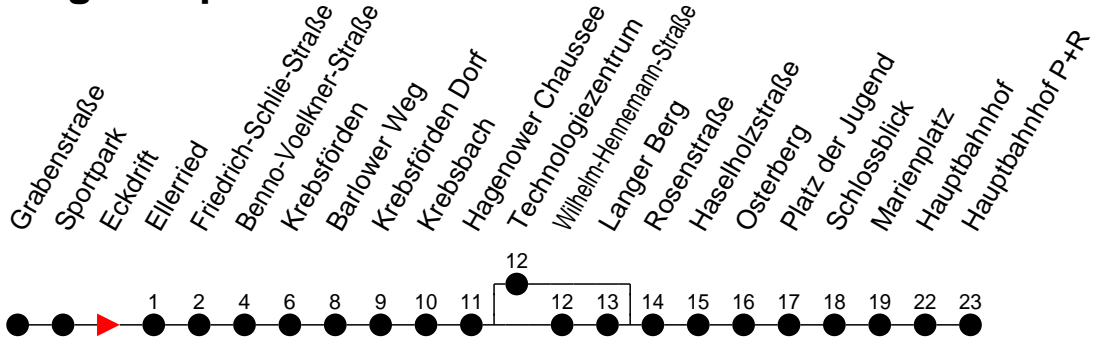 Grabenstraße
Sportpark
Eckdrift
Ellerried
Friedrich-Schlie-Straße
Benno-Voelkner-Straße
Krebsförden
Barlower Weg
Krebsförden Dorf
Krebsbach
Hagenower Chaussee
Technologiezentrum
Wilhelm-Hennemann-Straße
Langer Berg
Rosenstraße
Haselholzstraße
Osterberg
Platz der Jugend
Schlossblick
Marienplatz
Hauptbahnhof
Hauptbahnhof P+R
12
1 2 4 6 8 9 10 11 12 13 14 15 16 17 18 19 22 23